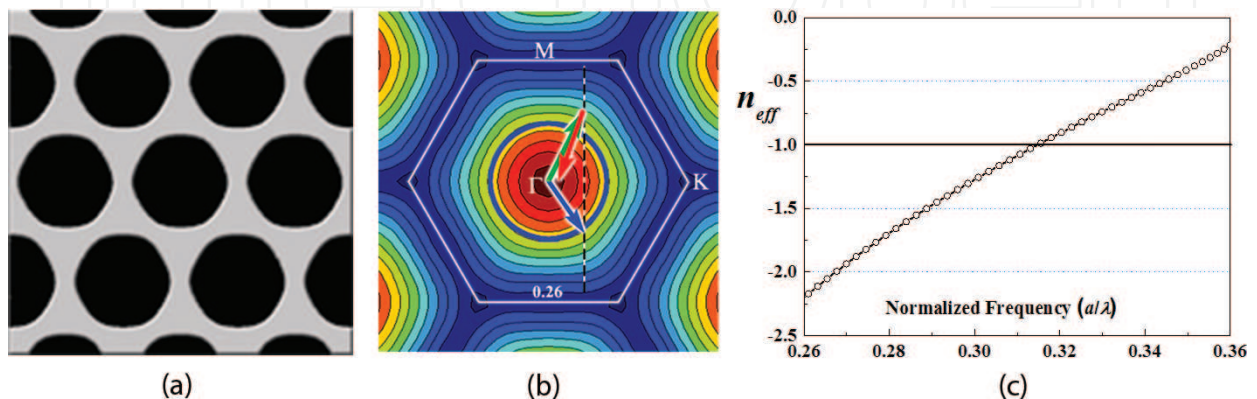 M
Γ
K
0.26
(a)
(b)
0.0
-0.5
n_eff
-1.0
-1.5
-2.0
Normalized Frequency (a/λ)
-2.5
0.26 0.28 0.30 0.32 0.34 0.36
(c)